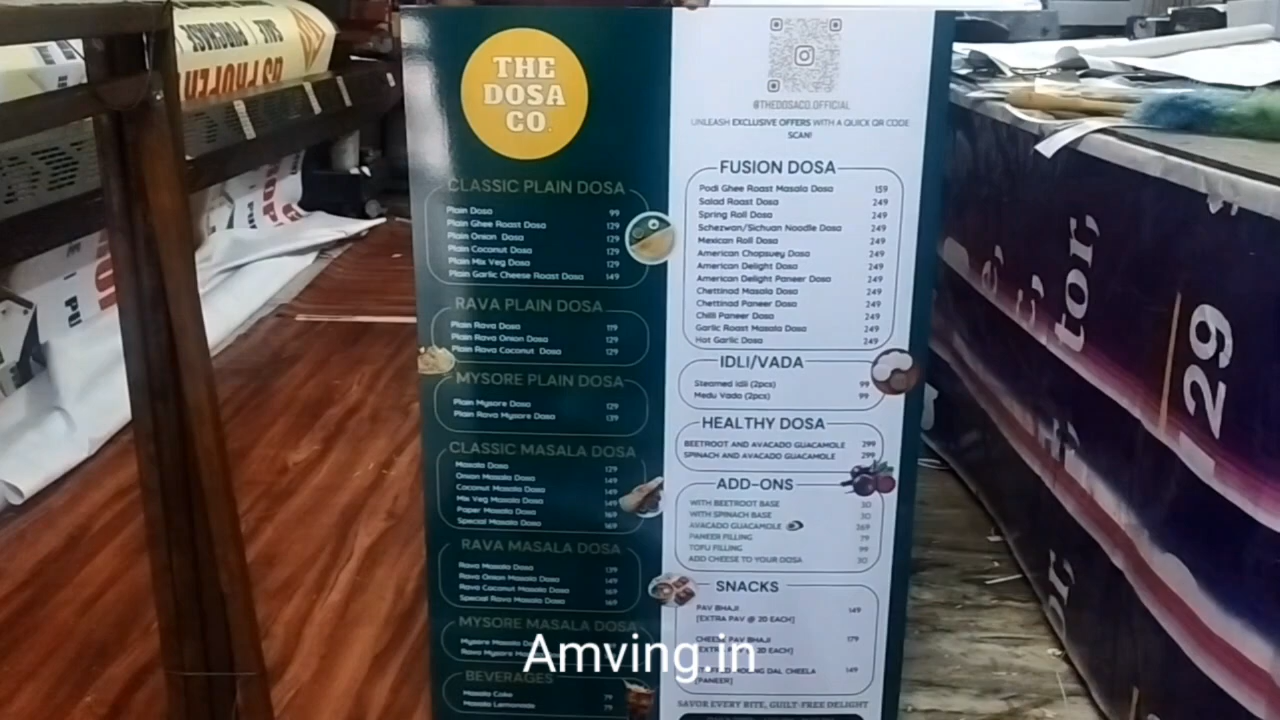 THE
DOSA
CO.
CLASSIC PLAIN DOSA
Plain Dosa 99
Plain Ghee Roast Dosa 129
Plain Onion Dosa 129
Plain Coconut Dosa 129
Plain Mix Veg Dosa 129
Plain Garlic Cheese Roast Dosa 149
RAVA PLAIN DOSA
Plain Rava Dosa 119
Plain Rava Onion Dosa 129
Plain Rava Coconut Dosa 129
MYSORE PLAIN DOSA
Plain Mysore Dosa 129
Plain Rava Mysore Dosa 139
CLASSIC MASALA DOSA
Masala Dosa 129
Onion Masala Dosa 149
Coconut Masala Dosa 149
Mix Veg Masala Dosa 149
Paper Masala Dosa 169
Special Masala Dosa 169
RAVA MASALA DOSA
Rava Masala Dosa 139
Rava Onion Masala Dosa 149
Rava Coconut Masala Dosa 169
Special Rava Masala Dosa 169
MYSORE MASALA DOSA
Mysore Masala
Rawa Mysore
BEVERAGES
Masala Coke 79
Masala Lemonade 79
@THEDOSACO.OFFICIAL
UNLEASH EXCLUSIVE OFFERS WITH A QUICK QR CODE
SCAN!
FUSION DOSA
Podi Ghee Roast Masala Dosa 159
Salad Roast Dosa 249
Spring Roll Dosa 249
Schezwan/Sichuan Noodle Dosa 249
Mexican Roll Dosa 249
American Chopsuey Dosa 249
American Delight Dosa 249
American Delight Paneer Dosa 249
Chettinad Masala Dosa 249
Chettinad Paneer Dosa 249
Chilli Paneer Dosa 249
Garlic Roast Masala Dosa 249
Hot Garlic Dosa 249
IDLI/VADA
Steamed Idli (2pcs) 99
Medu Vada (2pcs) 99
HEALTHY DOSA
BEETROOT AND AVACADO GUACAMOLE 299
SPINACH AND AVACADO GUACAMOLE 299
ADD-ONS
WITH BEETROOT BASE 30
WITH SPINACH BASE 30
AVACADO GUACAMOLE 269
PANEER FILLING 79
TOFU FILLING 99
ADD CHEESE TO YOUR DOSA 30
SNACKS
PAV BHAJI 149
[EXTRA PAV @ 20 EACH]
CHEESE PAV BHAJI 179
20 EACH]
MOONG DAL CHEELA 149
[PANEER]
SAVOR EVERY BITE, GUILT-FREE DELIGHT
Amving.in
SALE / PURCHASE
tor,
29